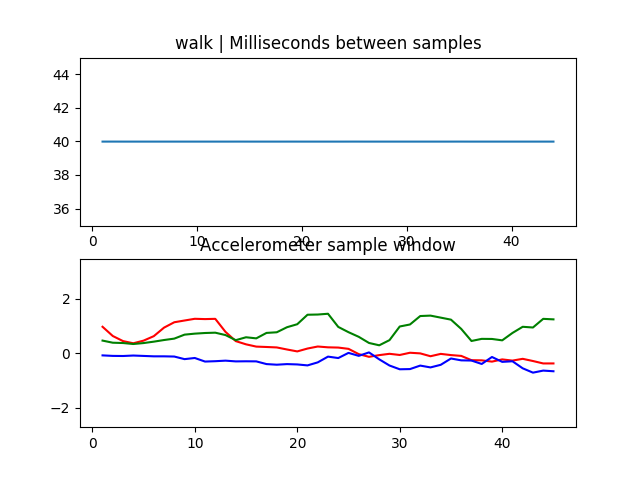 walk | Milliseconds between samples
44
42
40
38
36
0 10 20 30 40
Accelerometer sample window
2
0
−2
0 10 20 30 40